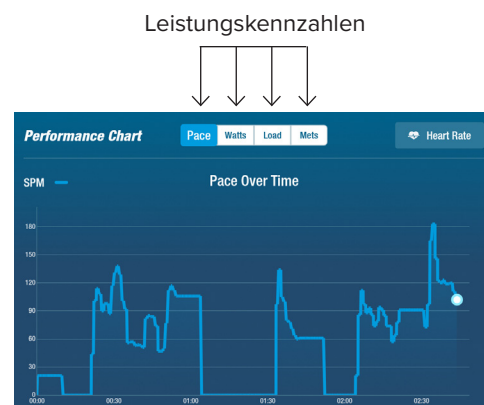 Leistungskennzahlen
Performance Chart
Pace
Watts
Load
Mets
Heart Rate
SPM
Pace Over Time
180
150
120
90
60
30
0
00:00
00:30
01:00
01:30
02:00
02:30